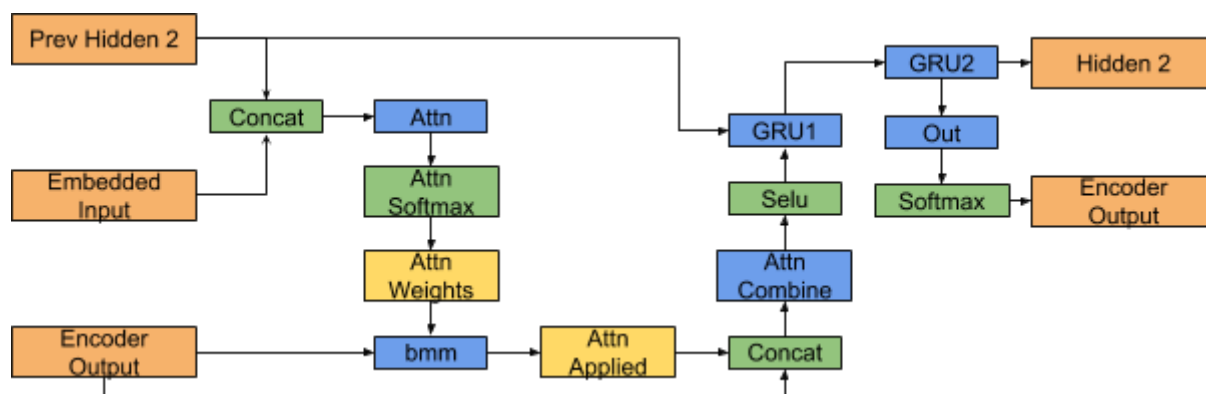 Prev Hidden 2
GRU2
Hidden 2
Concat
Attn
GRU1
Out
Embedded
Input
Attn
Softmax
Selu
Softmax
Encoder
Output
Attn
Weights
Attn
Combine
Encoder
Output
bmm
Attn
Applied
Concat